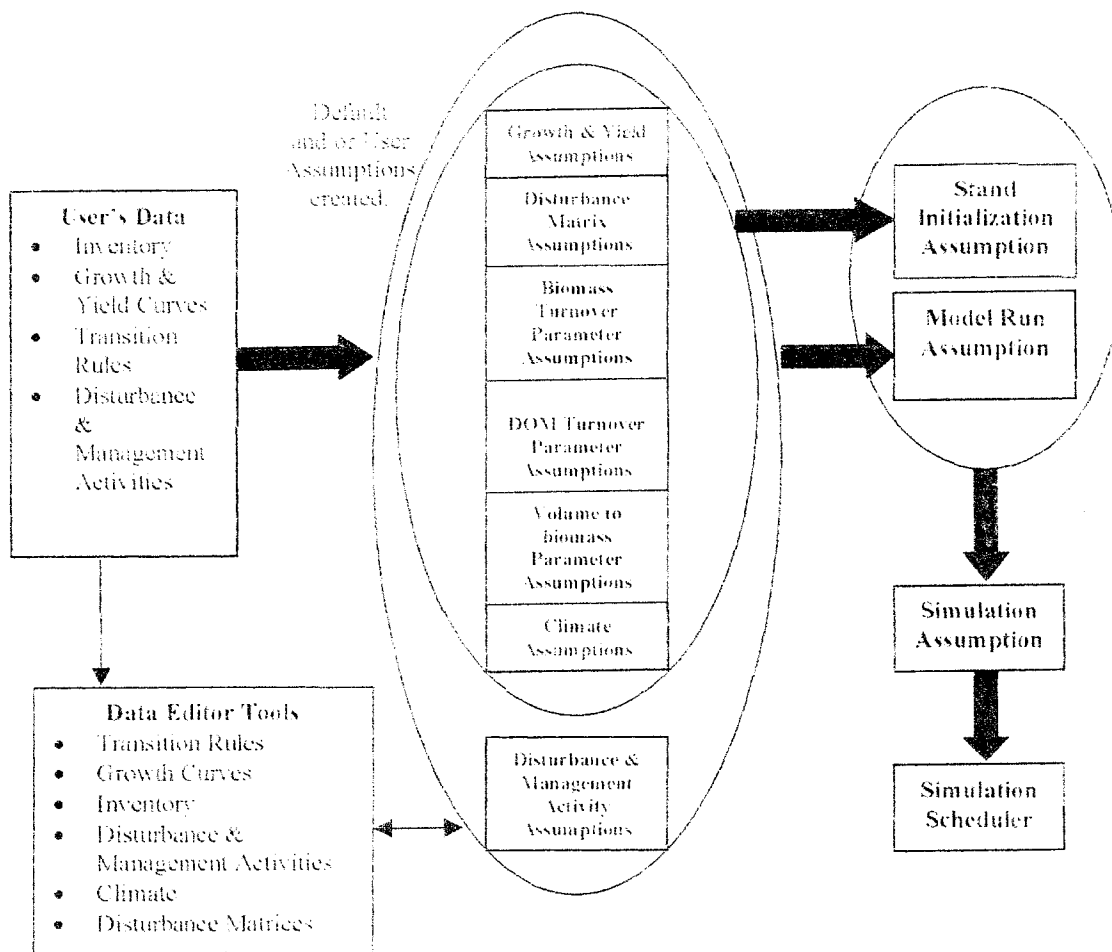 Default
and or User
Assumptions
created.
User's Data
• Inventory
• Growth &
Yield Curves
• Transition
Rules
• Disturbance
&
Management
Activities
Data Editor Tools
• Transition Rules
• Growth Curves
• Inventory
• Disturbance &
Management Activities
• Climate
• Disturbance Matrices
Growth & Yield
Assumptions
Disturbance
Matrix
Assumptions
Biomass
Turnover
Parameter
Assumptions
DOM Turnover
Parameter
Assumptions
Volume to
biomass
Parameter
Assumptions
Climate
Assumptions
Disturbance &
Management
Activity
Assumptions
Stand
Initialization
Assumption
Model Run
Assumption
Simulation
Assumption
Simulation
Scheduler